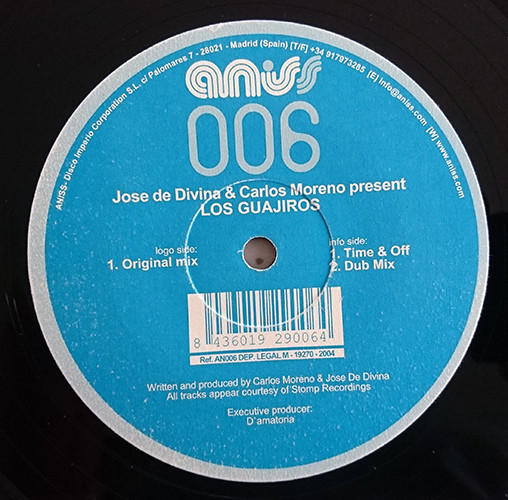 ANISS- Disco Imperio Corporation S.L. c/ Palomares 7 - 28021 - Madrid (Spain) [T/F] +34 917973285 [E] info@aniss.com [W] www.aniss.com
aniss
006
Jose de Divina & Carlos Moreno present
LOS GUAJIROS
logo side:
1. Original mix
info side:
1. Time & Off
2. Dub Mix
8 436019 290064
Ref. AN006 DEP. LEGAL M - 19270 - 2004
Written and produced by Carlos Moreno & Jose De Divina
All tracks appear courtesy of Stomp Recordings
Executive producer:
D´amatoria